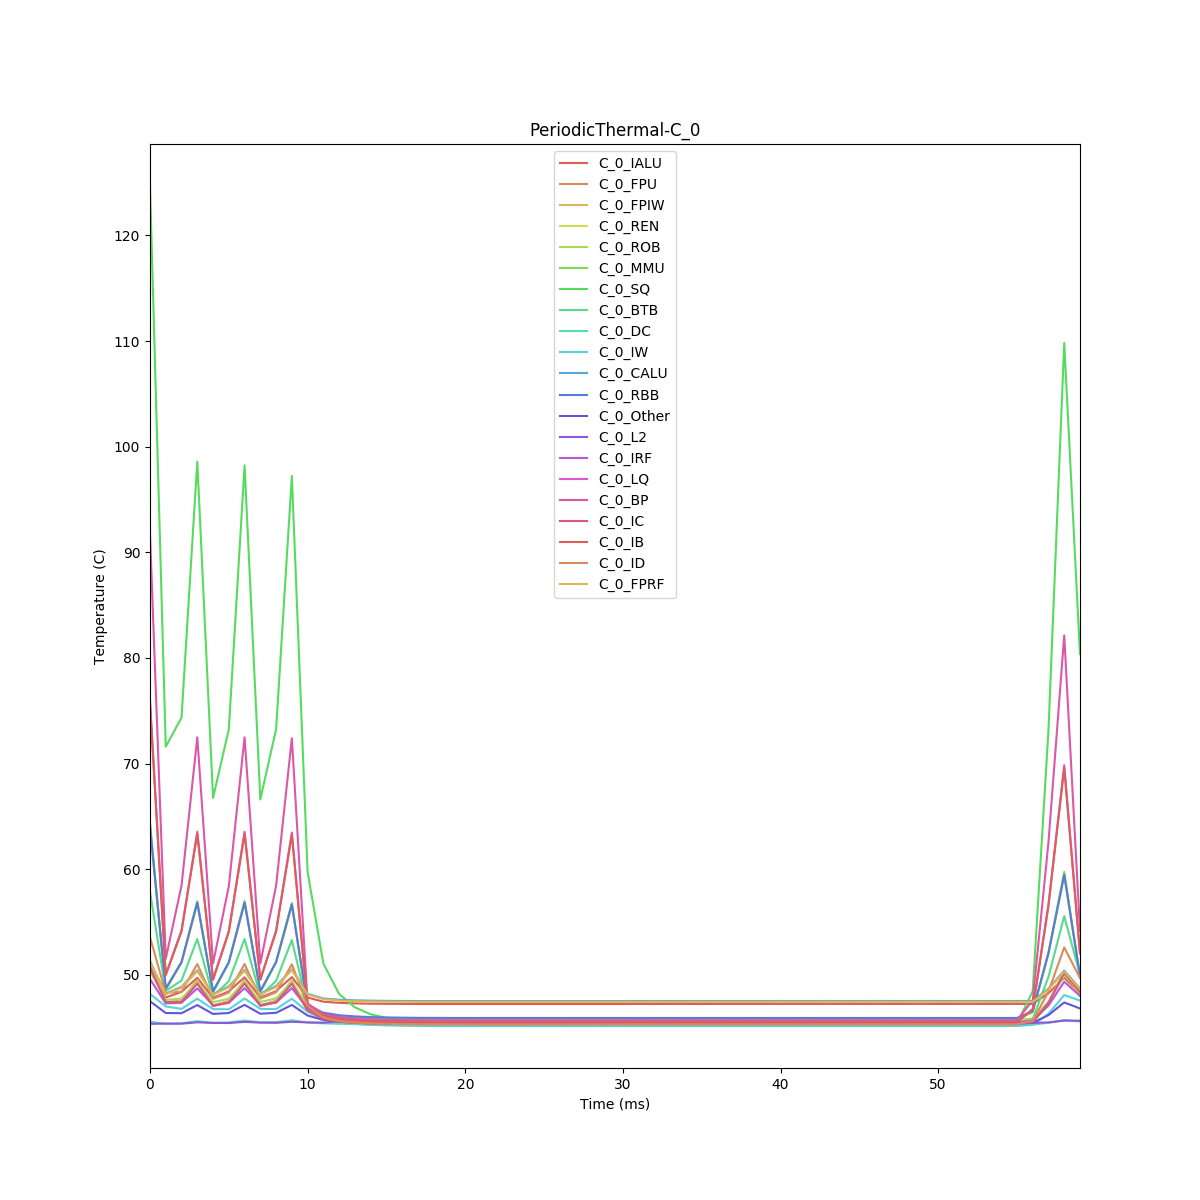 PeriodicThermal-C_0
C_0_IALU
C_0_FPU
C_0_FPIW
C_0_REN
C_0_ROB
C_0_MMU
C_0_SQ
C_0_BTB
C_0_DC
C_0_IW
C_0_CALU
C_0_RBB
C_0_Other
C_0_L2
C_0_IRF
C_0_LQ
C_0_BP
C_0_IC
C_0_IB
C_0_ID
C_0_FPRF
Temperature (C)
120
110
100
90
80
70
60
50
0 10 20 30 40 50
Time (ms)